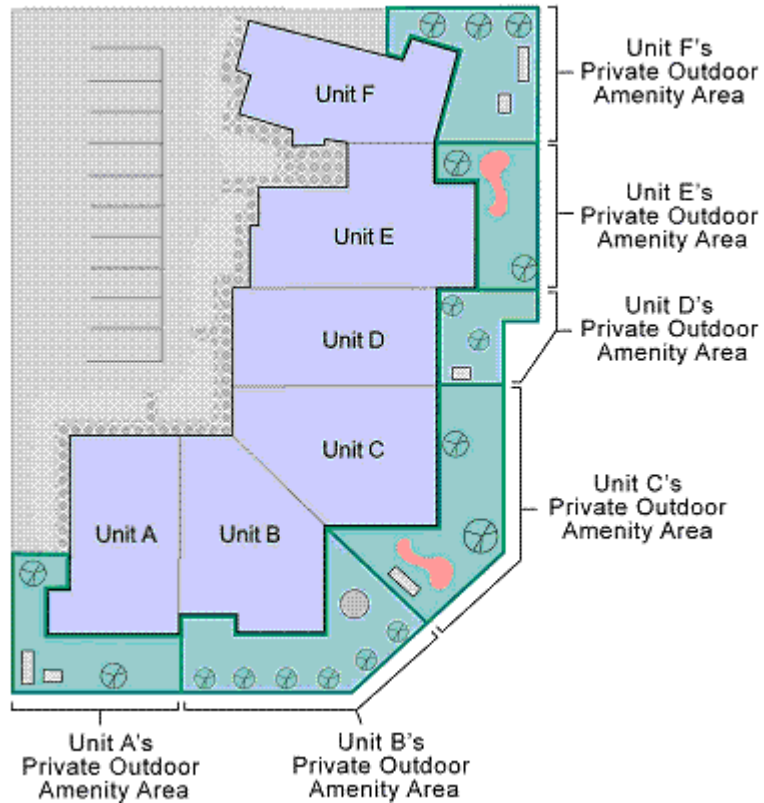 Unit F
Unit F's
Private Outdoor
Amenity Area
Unit E
Unit E's
Private Outdoor
Amenity Area
Unit D
Unit D's
Private Outdoor
Amenity Area
Unit C
Unit C's
Private Outdoor
Amenity Area
Unit A
Unit B
Unit A's
Private Outdoor
Amenity Area
Unit B's
Private Outdoor
Amenity Area